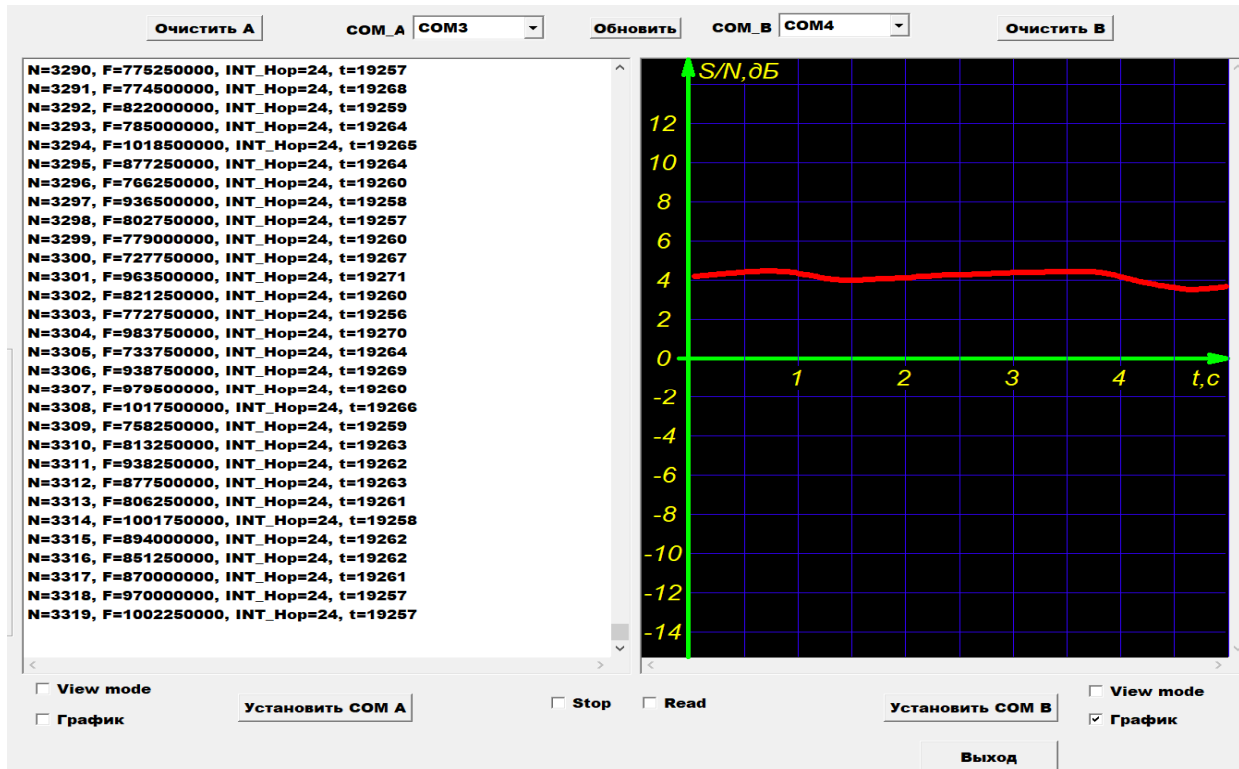 Очистить A COM_A COM3 Обновить COM_B COM4 Очистить B
N=3290, F=775250000, INT_Hop=24, t=19257
N=3291, F=774500000, INT_Hop=24, t=19268
N=3292, F=822000000, INT_Hop=24, t=19259
N=3293, F=785000000, INT_Hop=24, t=19264
N=3294, F=1018500000, INT_Hop=24, t=19265
N=3295, F=877250000, INT_Hop=24, t=19264
N=3296, F=766250000, INT_Hop=24, t=19260
N=3297, F=936500000, INT_Hop=24, t=19258
N=3298, F=802750000, INT_Hop=24, t=19257
N=3299, F=779000000, INT_Hop=24, t=19260
N=3300, F=727750000, INT_Hop=24, t=19267
N=3301, F=963500000, INT_Hop=24, t=19271
N=3302, F=821250000, INT_Hop=24, t=19260
N=3303, F=772750000, INT_Hop=24, t=19256
N=3304, F=983750000, INT_Hop=24, t=19270
N=3305, F=733750000, INT_Hop=24, t=19264
N=3306, F=938750000, INT_Hop=24, t=19269
N=3307, F=979500000, INT_Hop=24, t=19260
N=3308, F=1017500000, INT_Hop=24, t=19266
N=3309, F=758250000, INT_Hop=24, t=19259
N=3310, F=813250000, INT_Hop=24, t=19263
N=3311, F=938250000, INT_Hop=24, t=19262
N=3312, F=877500000, INT_Hop=24, t=19263
N=3313, F=806250000, INT_Hop=24, t=19261
N=3314, F=1001750000, INT_Hop=24, t=19258
N=3315, F=894000000, INT_Hop=24, t=19262
N=3316, F=851250000, INT_Hop=24, t=19262
N=3317, F=870000000, INT_Hop=24, t=19261
N=3318, F=970000000, INT_Hop=24, t=19257
N=3319, F=1002250000, INT_Hop=24, t=19257
S/N,дБ
12
10
8
6
4
2
0
1 2 3 4 t,c
-2
-4
-6
-8
-10
-12
-14
View mode
График
Установить COM A
Stop
Read
Установить COM B
View mode
График
Выход